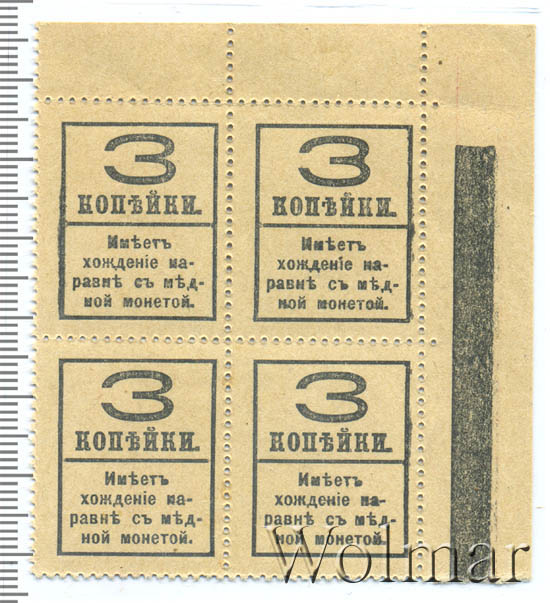 3
КОПѢЙКИ.
Имѣетъ
хожденіе на-
равнѣ съ мѣд-
ной монетой.
3
КОПѢЙКИ.
Имѣетъ
хожденіе на-
равнѣ съ мѣд-
ной монетой.
3
КОПѢЙКИ.
Имѣетъ
хожденіе на-
равнѣ съ мѣд-
ной монетой.
3
КОПѢЙКИ.
Имѣетъ
хожденіе на-
равнѣ съ мѣд-
ной монетой.
Wolmar